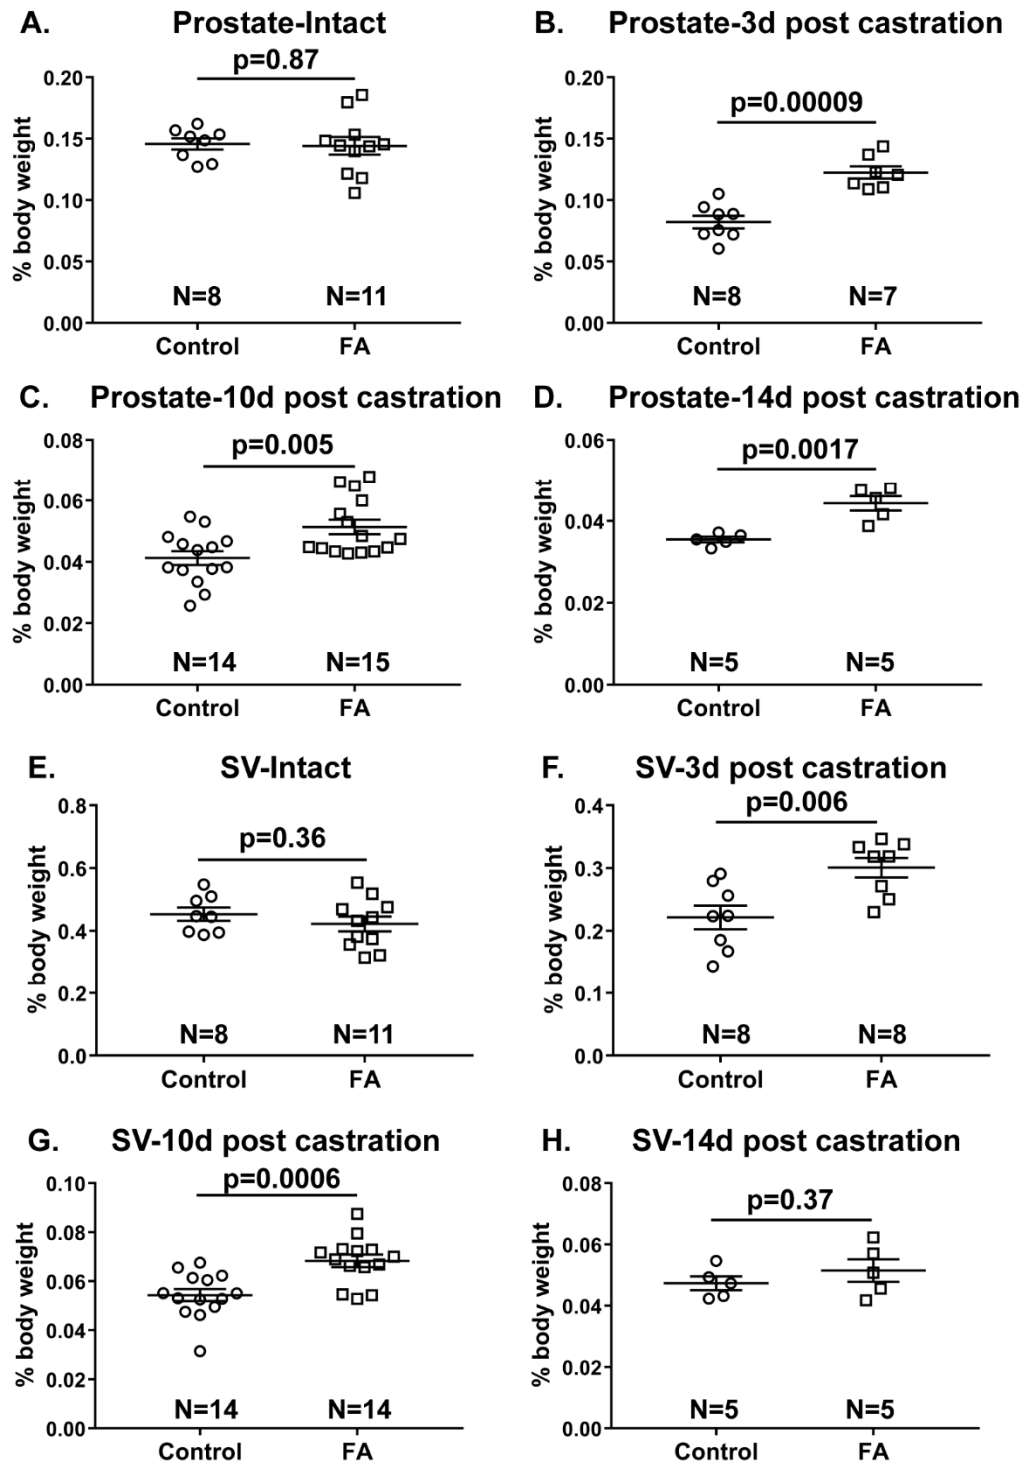 A. Prostate-Intact
p=0.87
% body weight
0.20
0.15
0.10
0.05
0.00
N=8 N=11
Control FA
B. Prostate-3d post castration
p=0.00009
% body weight
0.20
0.15
0.10
0.05
0.00
N=8 N=7
Control FA
C. Prostate-10d post castration
p=0.005
% body weight
0.08
0.06
0.04
0.02
0.00
N=14 N=15
Control FA
D. Prostate-14d post castration
p=0.0017
% body weight
0.06
0.04
0.02
0.00
N=5 N=5
Control FA
E. SV-Intact
p=0.36
% body weight
0.8
0.6
0.4
0.2
0.0
N=8 N=11
Control FA
F. SV-3d post castration
p=0.006
% body weight
0.4
0.3
0.2
0.1
0.0
N=8 N=8
Control FA
G. SV-10d post castration
p=0.0006
% body weight
0.10
0.08
0.06
0.04
0.02
0.00
N=14 N=14
Control FA
H. SV-14d post castration
p=0.37
% body weight
0.08
0.06
0.04
0.02
0.00
N=5 N=5
Control FA